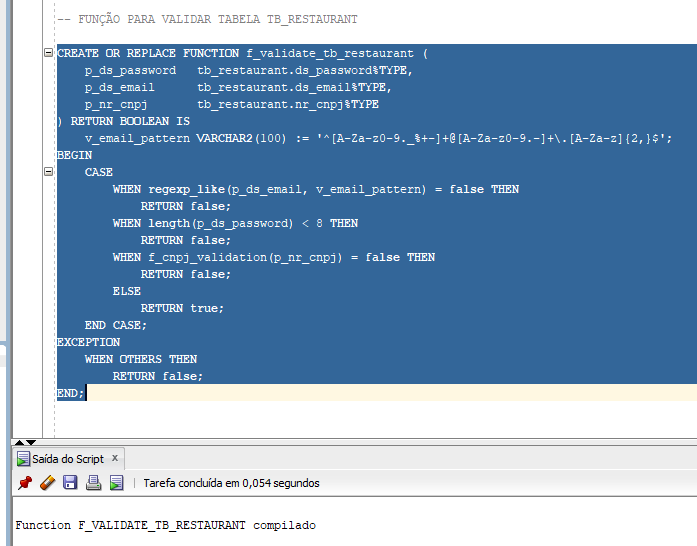 -- FUNÇÃO PARA VALIDAR TABELA TB_RESTAURANT
CREATE OR REPLACE FUNCTION f_validate_tb_restaurant (
    p_ds_password   tb_restaurant.ds_password%TYPE,
    p_ds_email      tb_restaurant.ds_email%TYPE,
    p_nr_cnpj       tb_restaurant.nr_cnpj%TYPE
) RETURN BOOLEAN IS
    v_email_pattern VARCHAR2(100) := '^[A-Za-z0-9._%+-]+@[A-Za-z0-9.-]+\.[A-Za-z]{2,}$';
BEGIN
    CASE
        WHEN regexp_like(p_ds_email, v_email_pattern) = false THEN
            RETURN false;
        WHEN length(p_ds_password) < 8 THEN
            RETURN false;
        WHEN f_cnpj_validation(p_nr_cnpj) = false THEN
            RETURN false;
        ELSE
            RETURN true;
    END CASE;
EXCEPTION
    WHEN OTHERS THEN
        RETURN false;
END;
Saída do Script x
Tarefa concluída em 0,054 segundos
Function F_VALIDATE_TB_RESTAURANT compilado